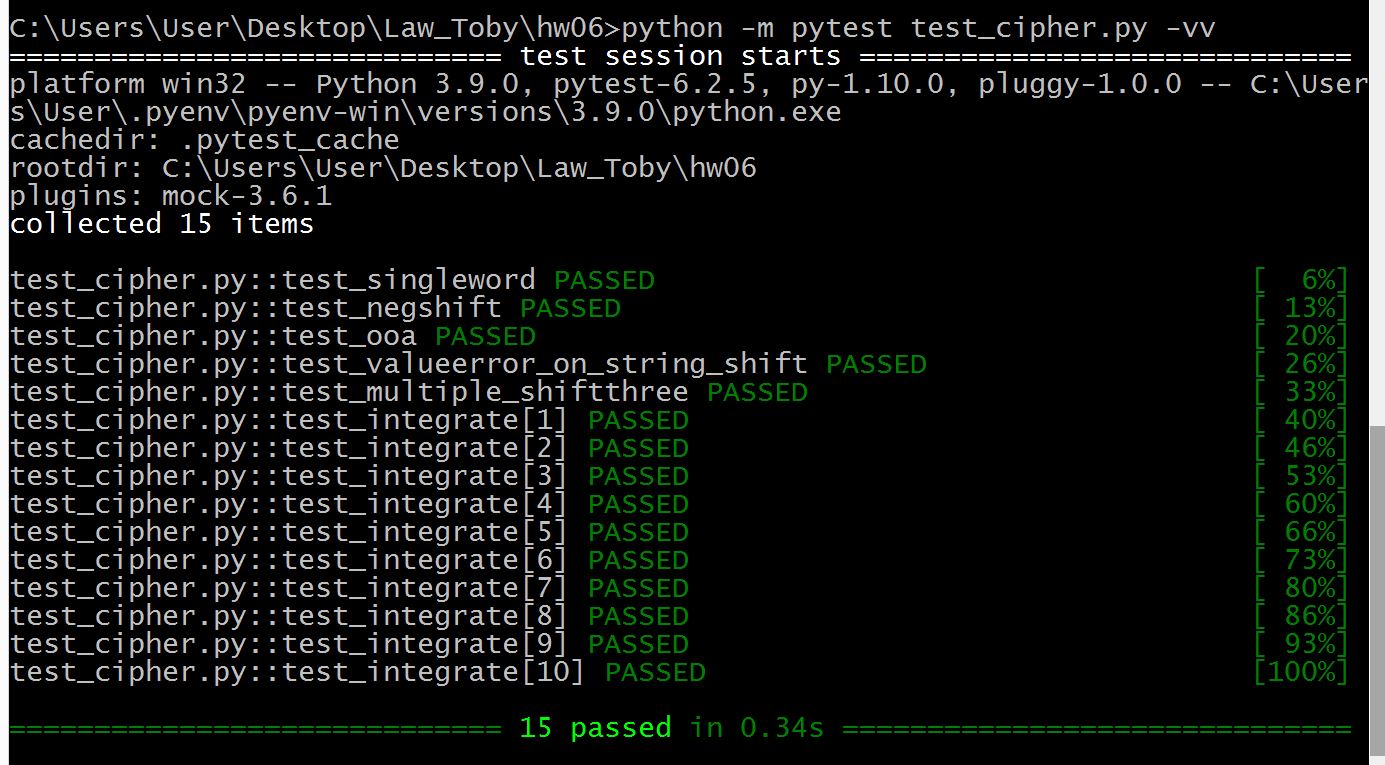 C:\Users\User\Desktop\Law_Toby\hw06>python -m pytest test_cipher.py -vv
============================= test session starts =============================
platform win32 -- Python 3.9.0, pytest-6.2.5, py-1.10.0, pluggy-1.0.0 -- C:\User
s\User\.pyenv\pyenv-win\versions\3.9.0\python.exe
cachedir: .pytest_cache
rootdir: C:\Users\User\Desktop\Law_Toby\hw06
plugins: mock-3.6.1
collected 15 items

test_cipher.py::test_singleword PASSED [  6%]
test_cipher.py::test_negshift PASSED [ 13%]
test_cipher.py::test_ooa PASSED [ 20%]
test_cipher.py::test_valueerror_on_string_shift PASSED [ 26%]
test_cipher.py::test_multiple_shiftthree PASSED [ 33%]
test_cipher.py::test_integrate[1] PASSED [ 40%]
test_cipher.py::test_integrate[2] PASSED [ 46%]
test_cipher.py::test_integrate[3] PASSED [ 53%]
test_cipher.py::test_integrate[4] PASSED [ 60%]
test_cipher.py::test_integrate[5] PASSED [ 66%]
test_cipher.py::test_integrate[6] PASSED [ 73%]
test_cipher.py::test_integrate[7] PASSED [ 80%]
test_cipher.py::test_integrate[8] PASSED [ 86%]
test_cipher.py::test_integrate[9] PASSED [ 93%]
test_cipher.py::test_integrate[10] PASSED [100%]

============================= 15 passed in 0.34s ==============================